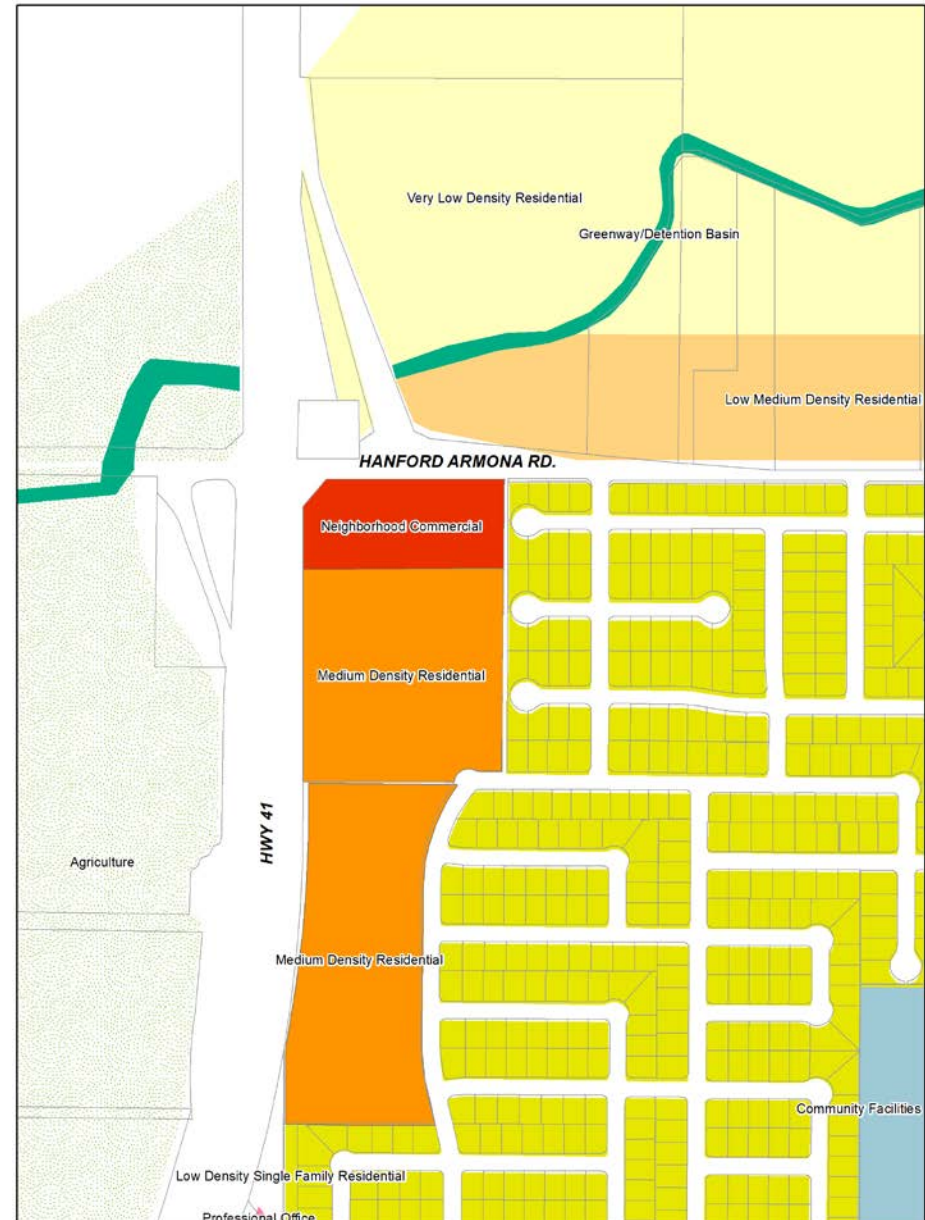 Very Low Density Residential
Greenway/Detention Basin
Low Medium Density Residential
HANFORD ARMONA RD.
Neighborhood Commercial
Medium Density Residential
HWY 41
Agriculture
Medium Density Residential
Community Facilities
Low Density Single Family Residential
Professional Office